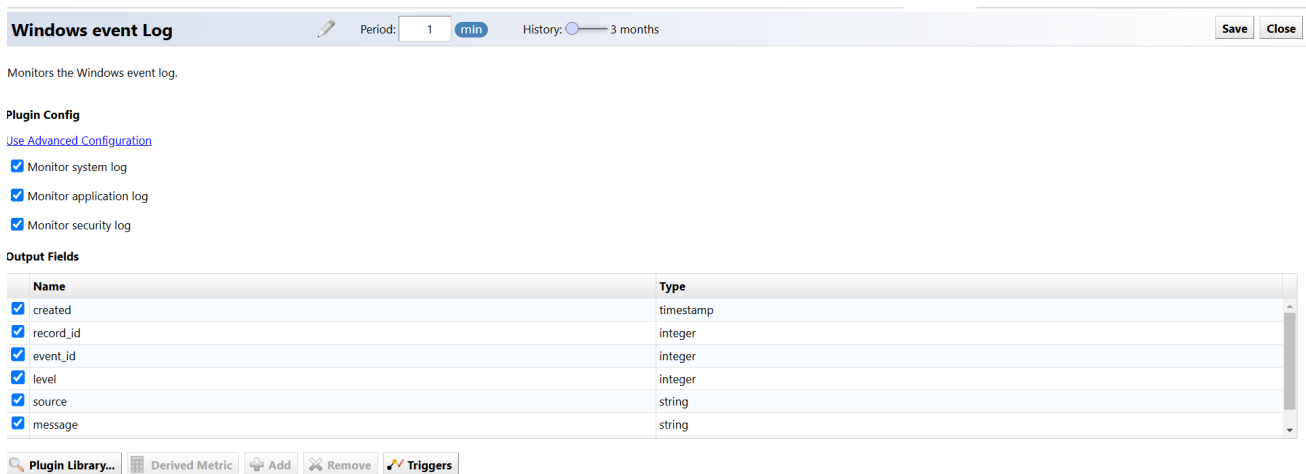 Windows event Log Period: 1 min History: 3 months Save Close
Monitors the Windows event log.
Plugin Config
Use Advanced Configuration
Monitor system log
Monitor application log
Monitor security log
Output Fields
Name Type
created timestamp
record_id integer
event_id integer
level integer
source string
message string
Plugin Library... Derived Metric Add Remove Triggers